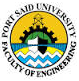 PORT SAID UNIVERSITY
FACULTY OF ENGINEERING